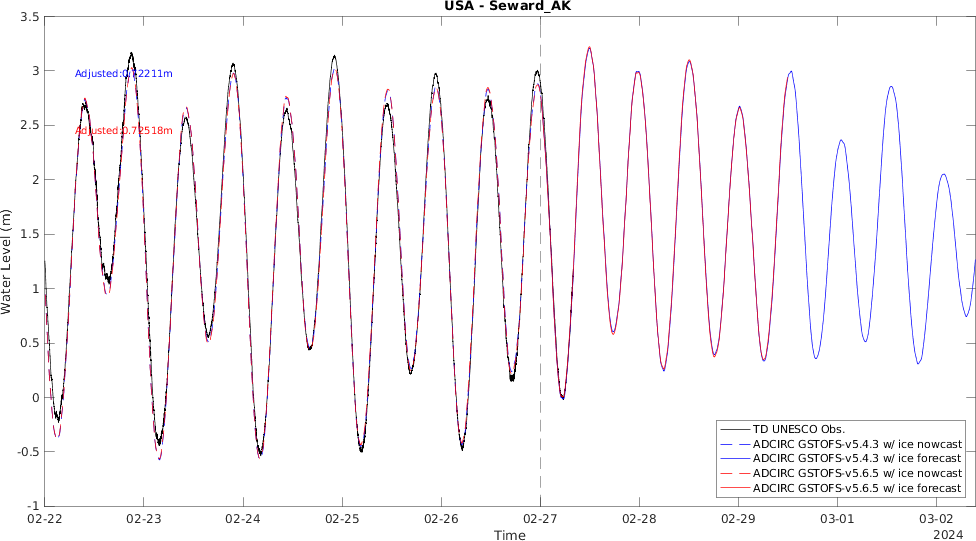 USA - Seward_AK
3.5
3
2.5
2
1.5
1
0.5
0
-0.5
-1
Water Level (m)
Adjusted:0.72211m
Adjusted:0.72518m
02-22
02-23
02-24
02-25
02-26
02-27
02-28
02-29
03-01
03-02
2024
Time
TD UNESCO Obs.
ADCIRC GSTOFS-v5.4.3 w/ ice nowcast
ADCIRC GSTOFS-v5.4.3 w/ ice forecast
ADCIRC GSTOFS-v5.6.5 w/ ice nowcast
ADCIRC GSTOFS-v5.6.5 w/ ice forecast